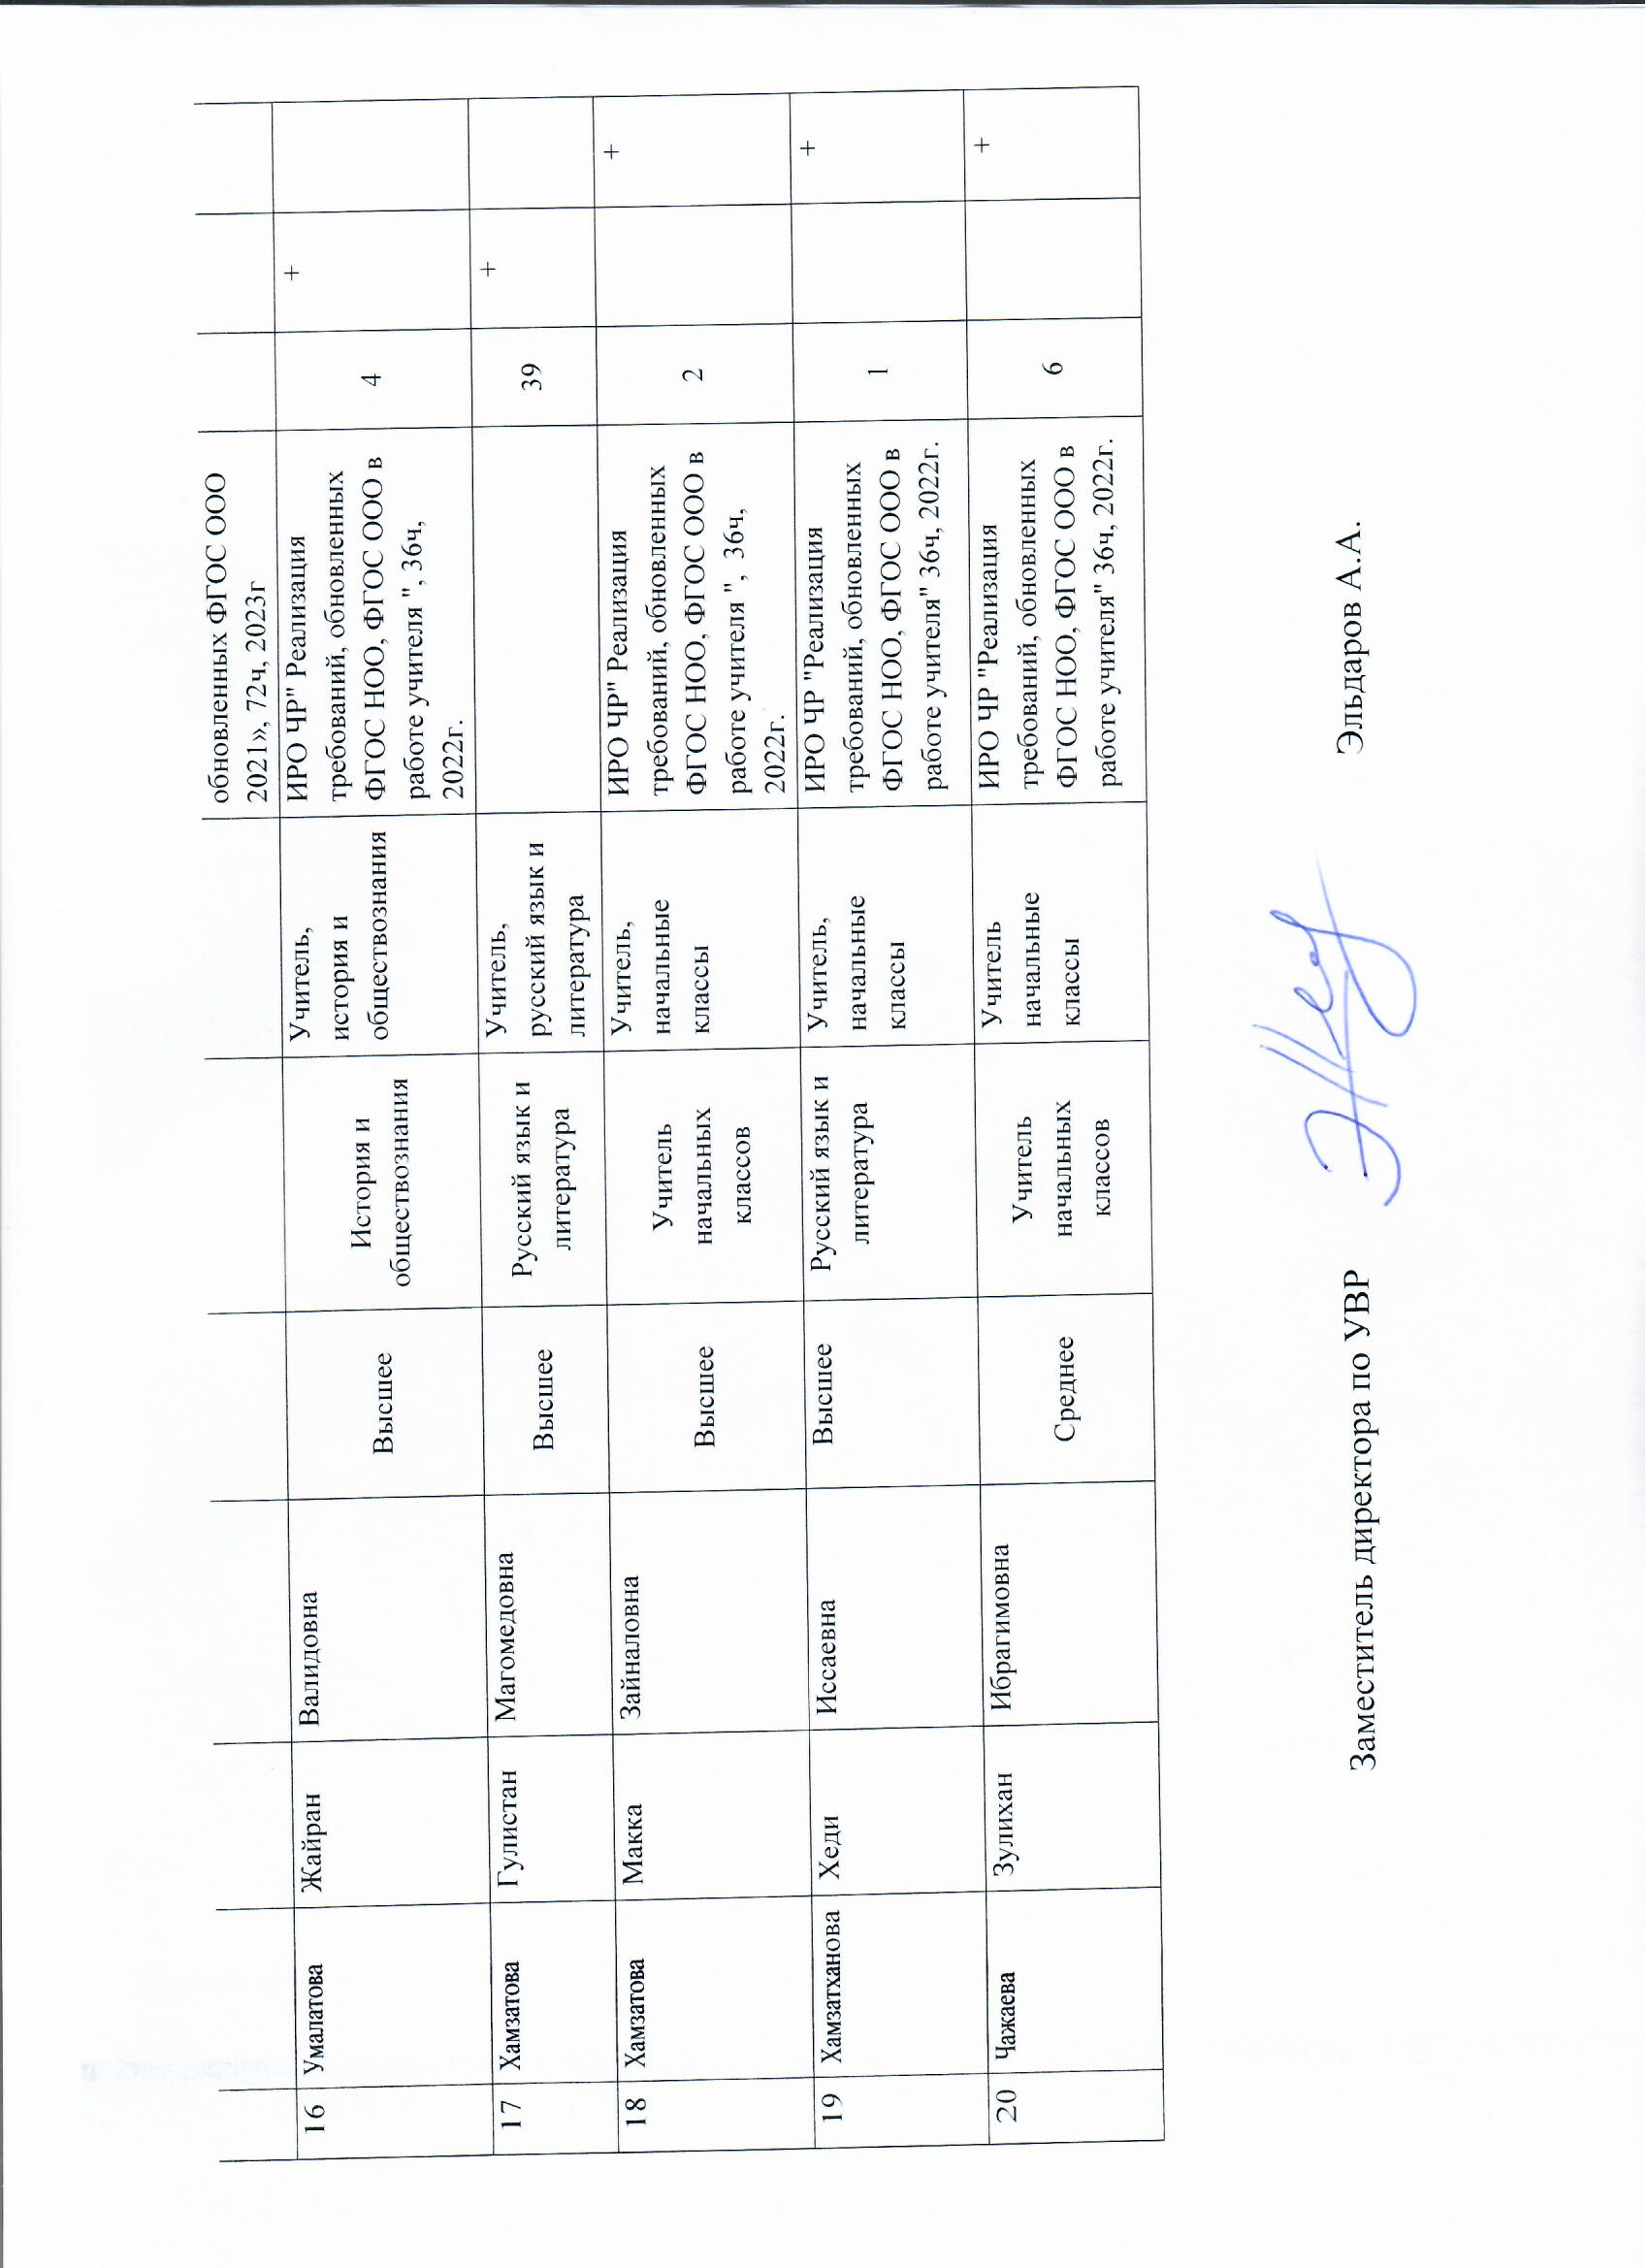 обновленных ФГОС ООО
2021», 72ч, 2023г
16 Умалатова Жайран Валидовна Высшее История и обществознания Учитель, история и обществознания ИРО ЧР" Реализация
требований, обновленных
ФГОС НОО, ФГОС ООО в
работе учителя ", 36ч,
2022г. 4 +
17 Хамзатова Гулистан Магомедовна Высшее Русский язык и литература Учитель, русский язык и литература 39 +
18 Хамзатова Макка Зайналовна Высшее Учитель начальных классов Учитель, начальные классы ИРО ЧР" Реализация
требований, обновленных
ФГОС НОО, ФГОС ООО в
работе учителя ", 36ч,
2022г. 2 +
19 Хамзатханова Хеди Иссаевна Высшее Русский язык и литература Учитель, начальные классы ИРО ЧР "Реализация
требований, обновленных
ФГОС НОО, ФГОС ООО в
работе учителя" 36ч, 2022г. 1 +
20 Чажаева Зулихан Ибрагимовна Среднее Учитель начальных классов Учитель начальные классы ИРО ЧР "Реализация
требований, обновленных
ФГОС НОО, ФГОС ООО в
работе учителя" 36ч, 2022г. 6 +
Заместитель директора по УВР Эльдаров А.А.